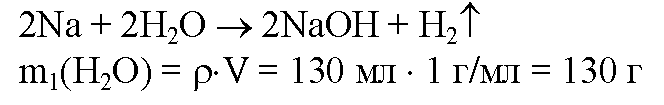 2Na + 2H₂O → 2NaOH + H₂↑
m₁(H₂O) = ρ·V = 130 мл · 1 г/мл = 130 г